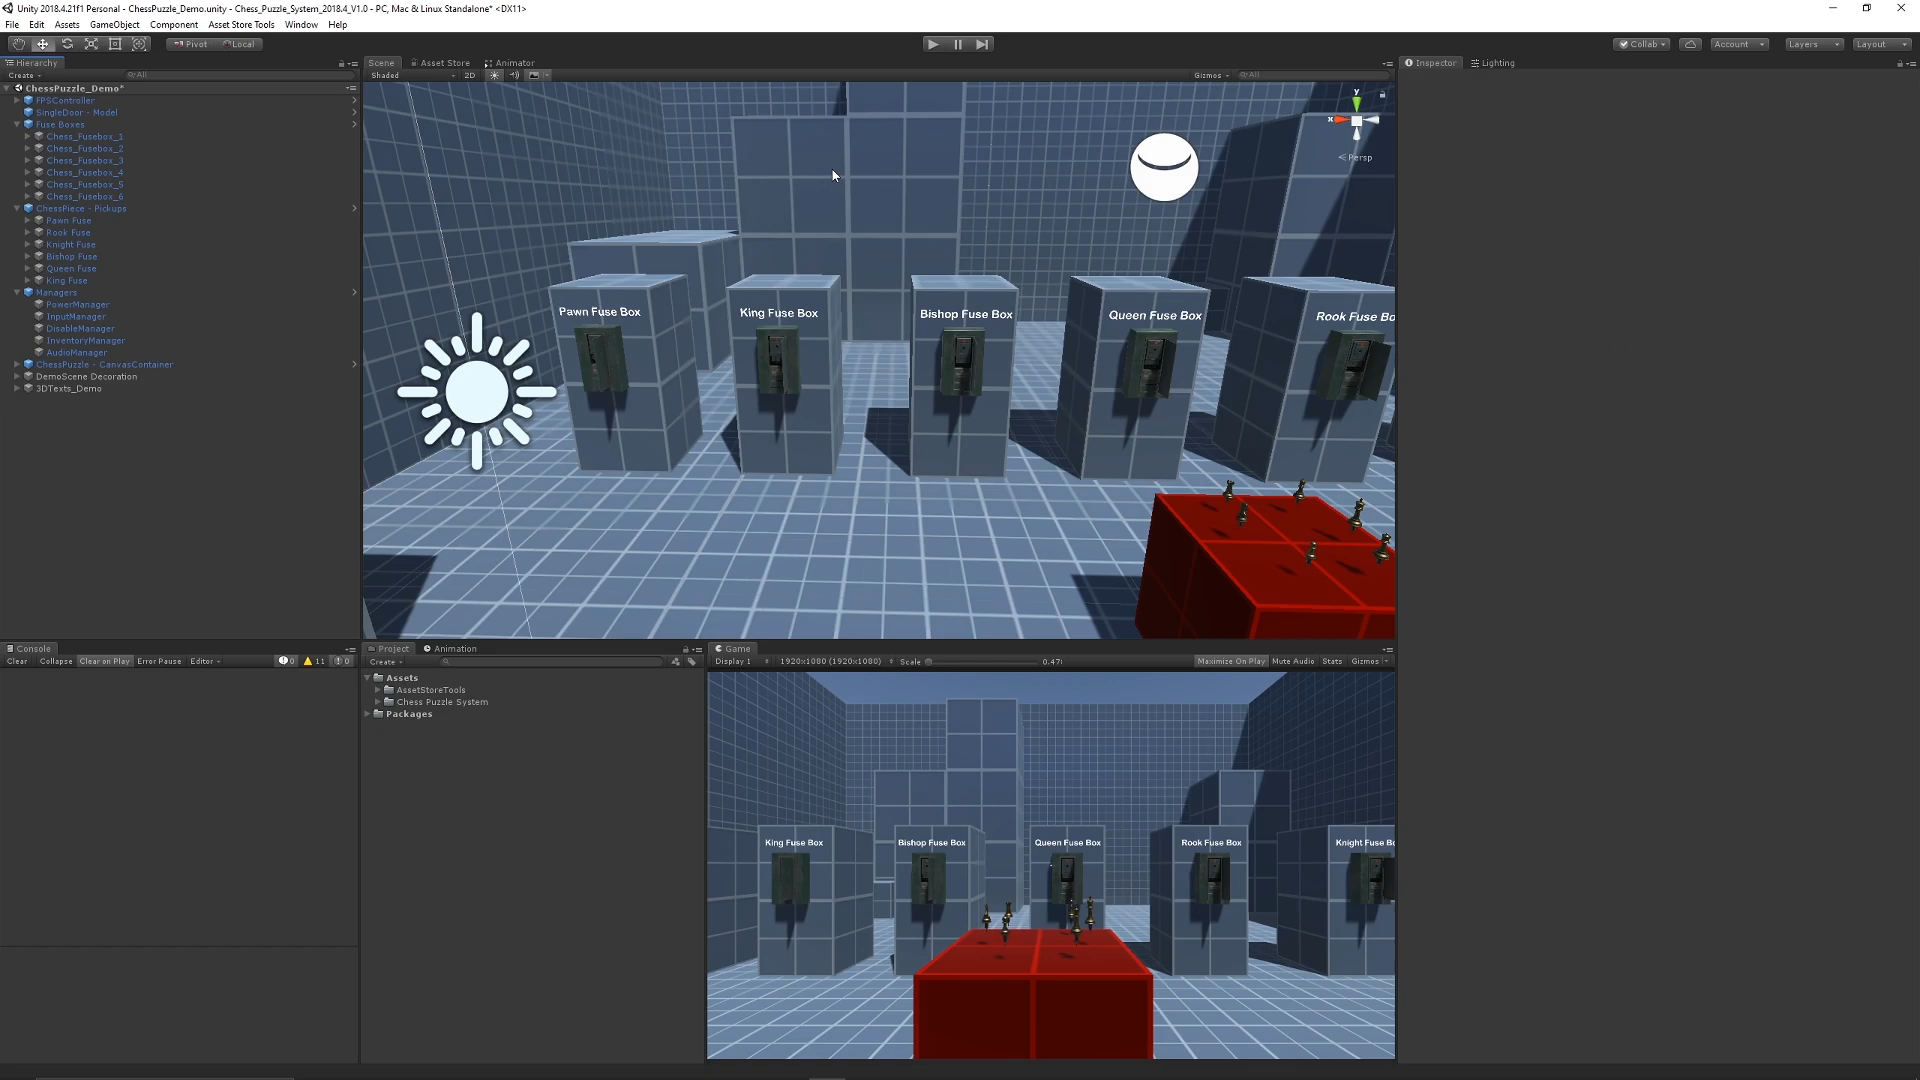 Unity 2018.4.21f1 Personal - ChessPuzzle_Demo.unity - Chess_Puzzle_System_2018.4_V1.0 - PC, Mac & Linux Standalone* <DX11>
File Edit Assets GameObject Component Asset Store Tools Window Help
Pivot Local Collab Account Layers Layout
Hierarchy
Create All
ChessPuzzle_Demo*
FPSController
SingleDoor - Model
Fuse Boxes
Chess_Fusebox_1
Chess_Fusebox_2
Chess_Fusebox_3
Chess_Fusebox_4
Chess_Fusebox_5
Chess_Fusebox_6
ChessPiece - Pickups
Pawn Fuse
Rook Fuse
Knight Fuse
Bishop Fuse
Queen Fuse
King Fuse
Managers
PowerManager
InputManager
DisableManager
InventoryManager
AudioManager
ChessPuzzle - CanvasContainer
DemoScene Decoration
3DTexts_Demo
Scene Asset Store Animator
Shaded 2D Gizmos All
y
x
Persp
Pawn Fuse Box King Fuse Box Bishop Fuse Box Queen Fuse Box Rook Fuse Bo
Inspector Lighting
Console
Clear Collapse Clear on Play Error Pause Editor 0 11 0
Project Animation
Create
Assets
AssetStoreTools
Chess Puzzle System
Packages
Game
Display 1 1920x1080 (1920x1080) Scale 0.47 Maximize On Play Mute Audio Stats Gizmos
King Fuse Box Bishop Fuse Box Queen Fuse Box Rook Fuse Box Knight Fuse Bo